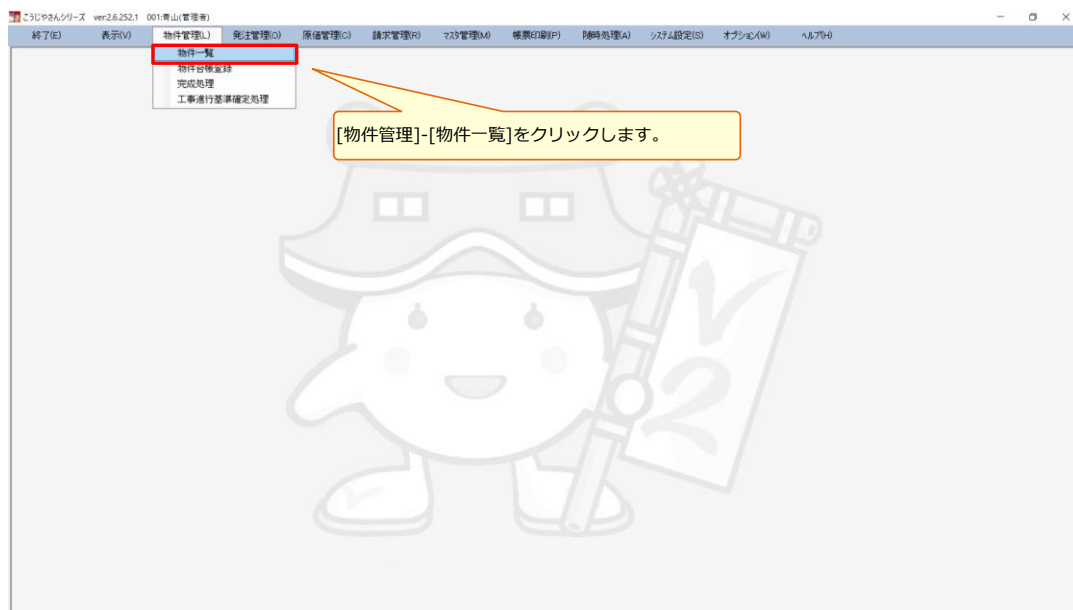 こうじやさんシリーズ ver:2.6.252.1 001:青山(管理者)
終了(E) 表示(V) 物件管理(L) 発注管理(O) 原価管理(C) 請求管理(R) マスタ管理(M) 帳票印刷(P) 随時処理(A) システム設定(S) オプション(W) ヘルプ(H)
物件一覧
物件台帳登録
完成処理
工事進行基準確定処理
[物件管理]-[物件一覧]をクリックします。
V2